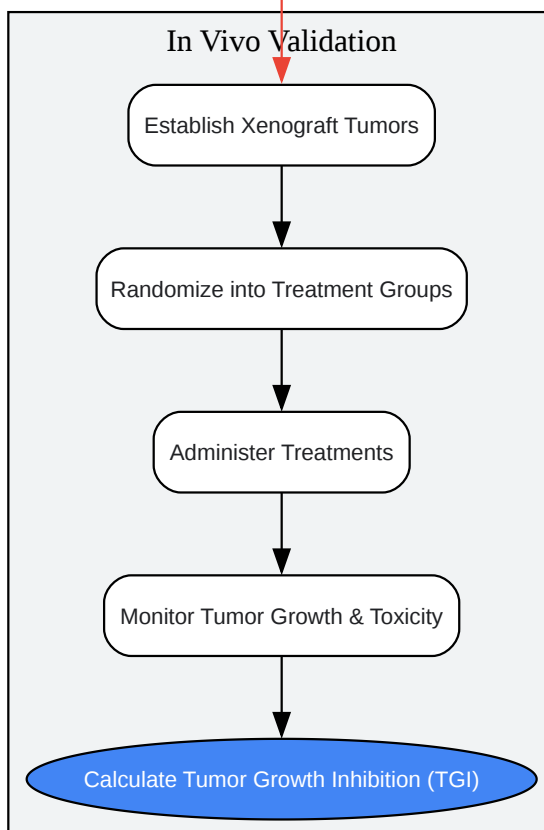 In Vivo Validation
Establish Xenograft Tumors
Randomize into Treatment Groups
Administer Treatments
Monitor Tumor Growth & Toxicity
Calculate Tumor Growth Inhibition (TGI)